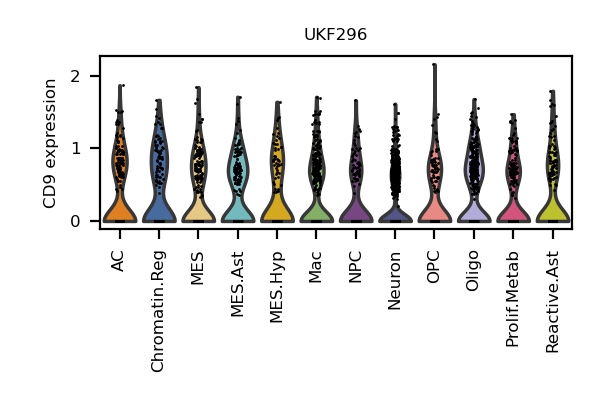 UKF296
CD9 expression
2
1
0
AC
Chromatin.Reg
MES
MES.Ast
MES.Hyp
Mac
NPC
Neuron
OPC
Oligo
Prolif.Metab
Reactive.Ast